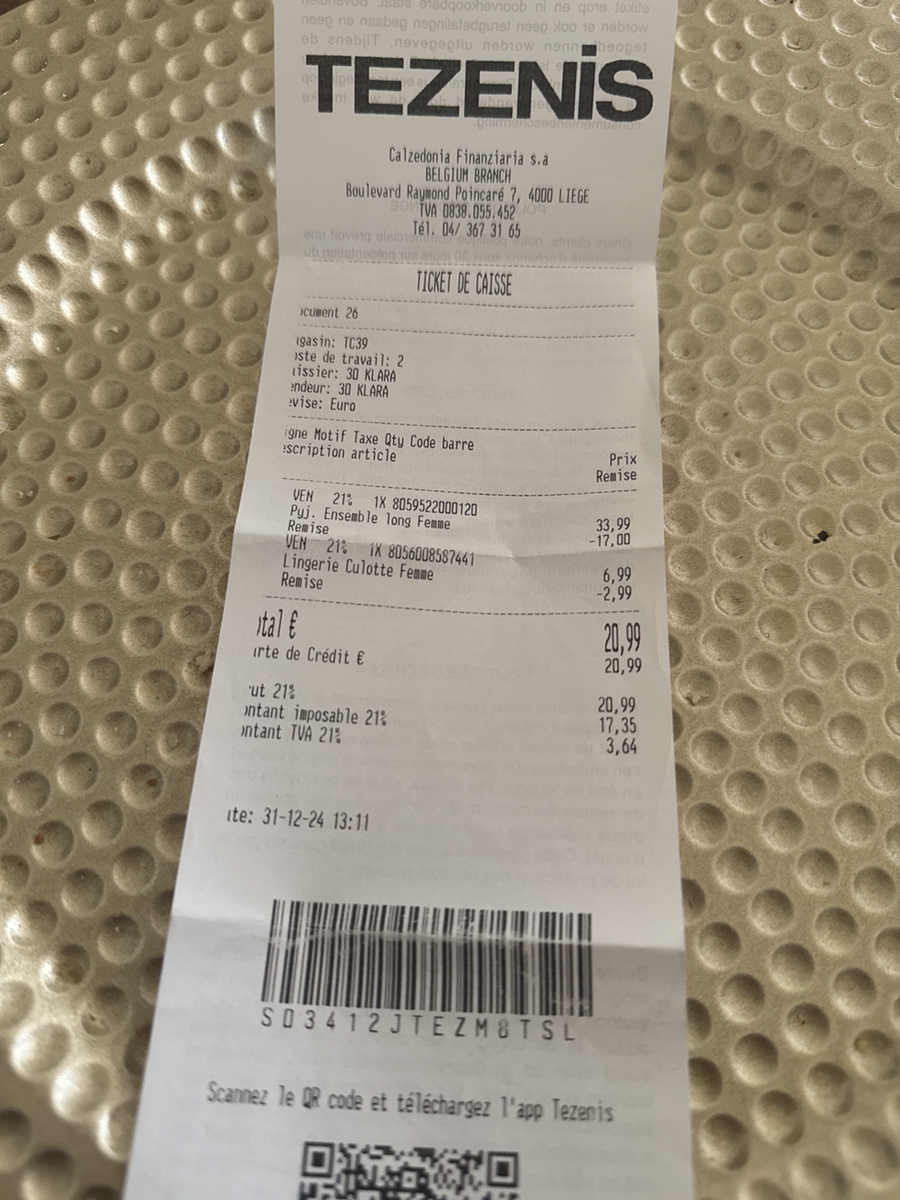 TEZENIS
Calzedonia Finanziaria s.a
BELGIUM BRANCH
Boulevard Raymond Poincaré 7, 4000 LIEGE
TVA 0838.055.452
Tél. 04/ 367 31 65
TICKET DE CAISSE
ocument 26
agasin: TC39
oste de travail: 2
aissier: 30 KLARA
endeur: 30 KLARA
evise: Euro
igne Motif Taxe Qty Code barre
escription article Prix
Remise
VEN 21% 1X 8059522000120
Pyj. Ensemble long Femme 33,99
Remise -17,00
VEN 21% 1X 8056008587441
Lingerie Culotte Femme 6,99
Remise -2,99
otal € 20,99
arte de Crédit € 20,99
ut 21% 20,99
ontant imposable 21% 17,35
ontant TVA 21% 3,64
ate: 31-12-24 13:11
S03412JTEZM8TSL
Scannez le QR code et téléchargez l'app Tezenis